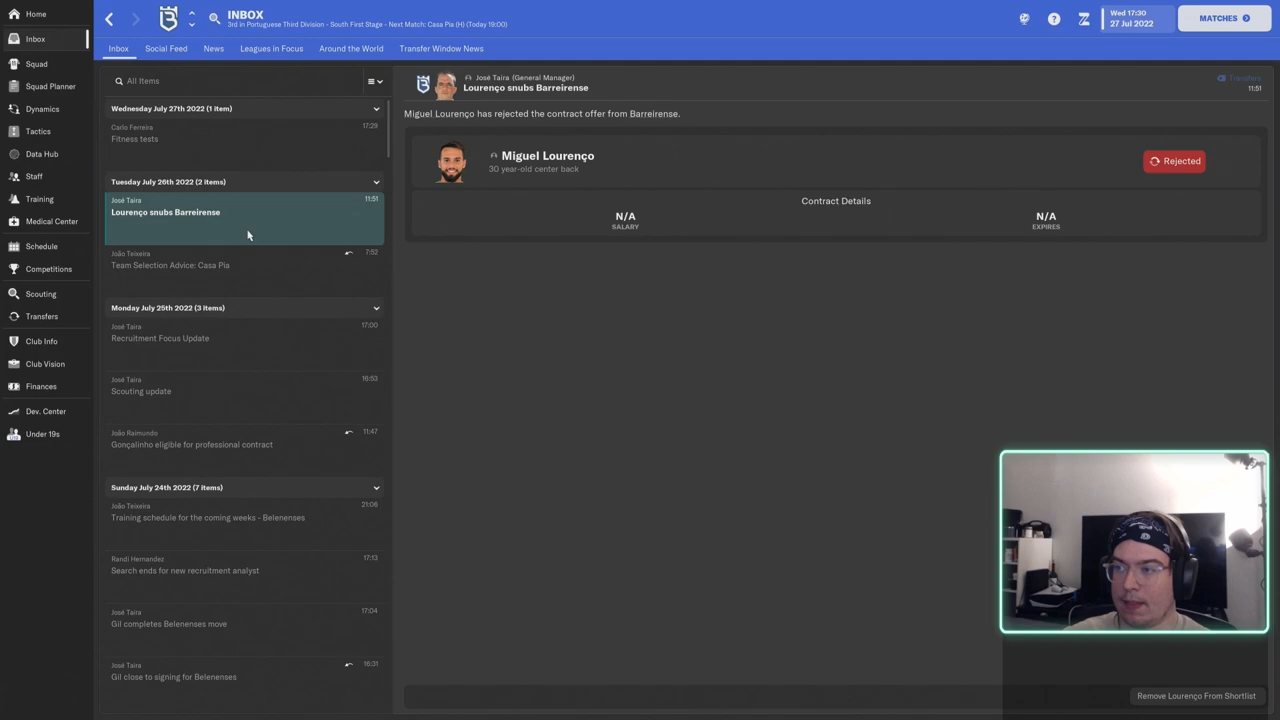 Home
Inbox
Squad
Squad Planner
Dynamics
Tactics
Data Hub
Staff
Training
Medical Center
Schedule
Competitions
Scouting
Transfers
Club Info
Club Vision
Finances
Dev. Center
Under 19s
INBOX
3rd in Portuguese Third Division - South First Stage - Next Match: Casa Pia (H) (Today 19:00)
Wed 17:30
27 Jul 2022
MATCHES
Inbox
Social Feed
News
Leagues in Focus
Around the World
Transfer Window News
All Items
Wednesday July 27th 2022 (1 item)
Carlo Ferreira
17:29
Fitness tests
Tuesday July 26th 2022 (2 items)
José Taira
11:51
Lourenço snubs Barreirense
João Teixeira
7:52
Team Selection Advice: Casa Pia
Monday July 25th 2022 (3 items)
José Taira
17:00
Recruitment Focus Update
José Taira
16:53
Scouting update
João Raimundo
11:47
Gonçalinho eligible for professional contract
Sunday July 24th 2022 (7 items)
João Teixeira
21:06
Training schedule for the coming weeks - Belenenses
Randi Hernandez
17:13
Search ends for new recruitment analyst
José Taira
17:04
Gil completes Belenenses move
José Taira
16:31
Gil close to signing for Belenenses
José Taira (General Manager)
Lourenço snubs Barreirense
Transfers
11:51
Miguel Lourenço has rejected the contract offer from Barreirense.
Miguel Lourenço
30 year-old center back
Rejected
Contract Details
N/A
SALARY
N/A
EXPIRES
Remove Lourenço From Shortlist